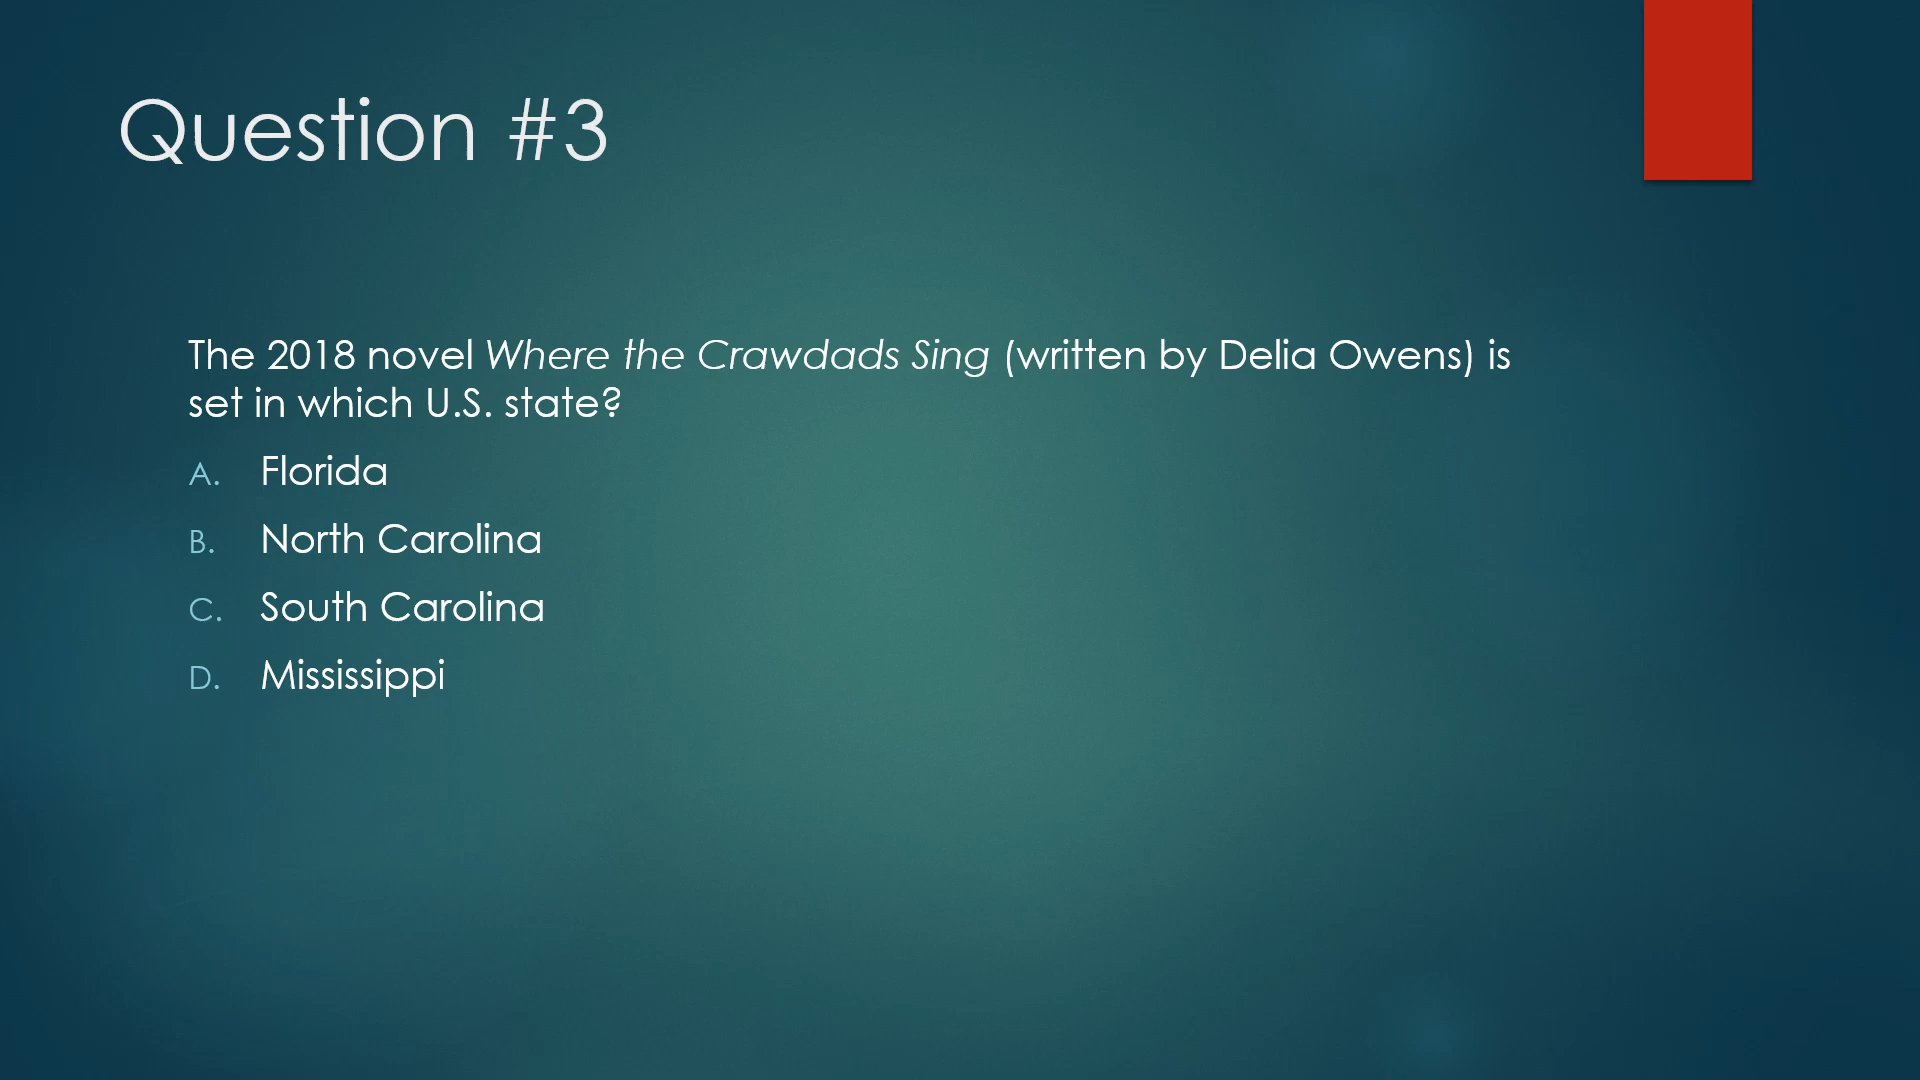 Question #3
The 2018 novel Where the Crawdads Sing (written by Delia Owens) is
set in which U.S. state?
A. Florida
B. North Carolina
C. South Carolina
D. Mississippi